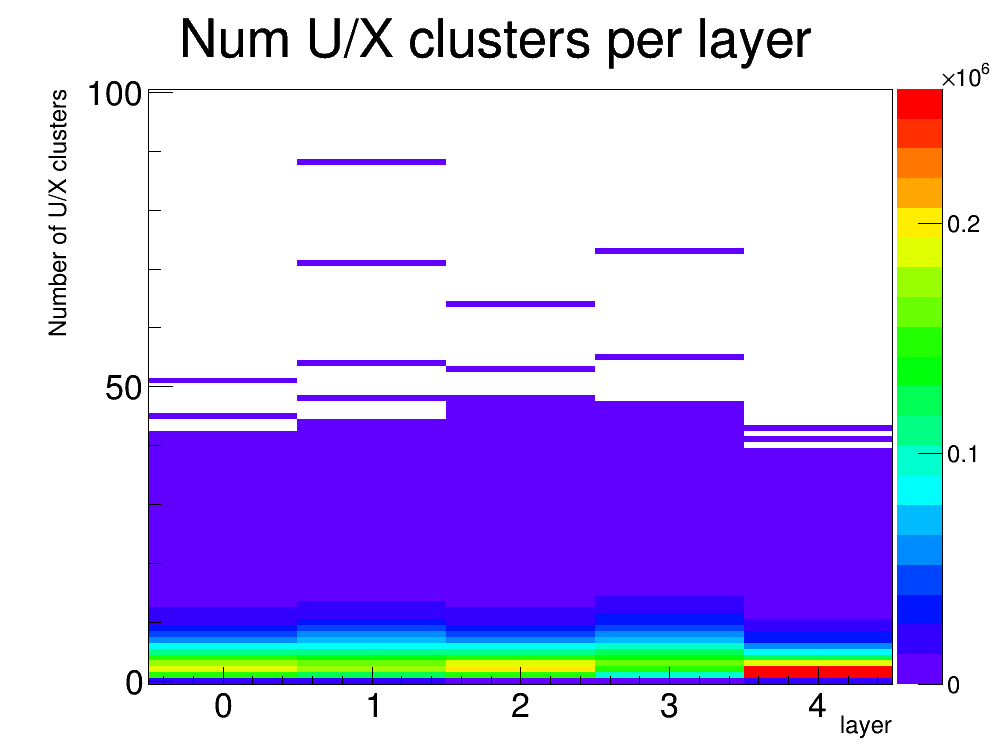 Num U/X clusters per layer
×10⁶
Number of U/X clusters
100
50
0
0.2
0.1
0
0 1 2 3 4
layer